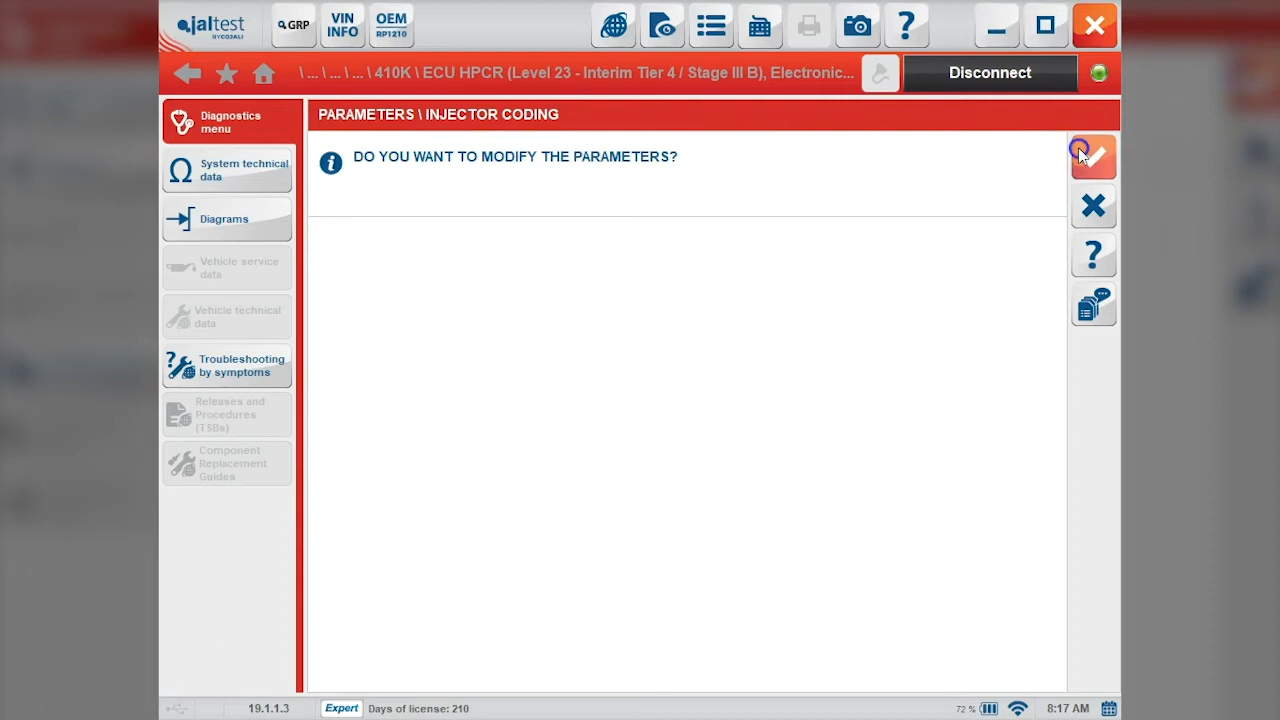 jaltest
BY COJALI
GRP
VIN
INFO
OEM
RP1210
?
\ ... \ ... \ ... \ 410K \ ECU HPCR (Level 23 - Interim Tier 4 / Stage III B), Electronic...
Disconnect
Diagnostics
menu
System technical
data
Diagrams
Vehicle service
data
Vehicle technical
data
Troubleshooting
by symptoms
Releases and
Procedures
(TSBs)
Component
Replacement
Guides
PARAMETERS \ INJECTOR CODING
DO YOU WANT TO MODIFY THE PARAMETERS?
?
19.1.1.3
Expert
Days of license: 210
72 %
8:17 AM